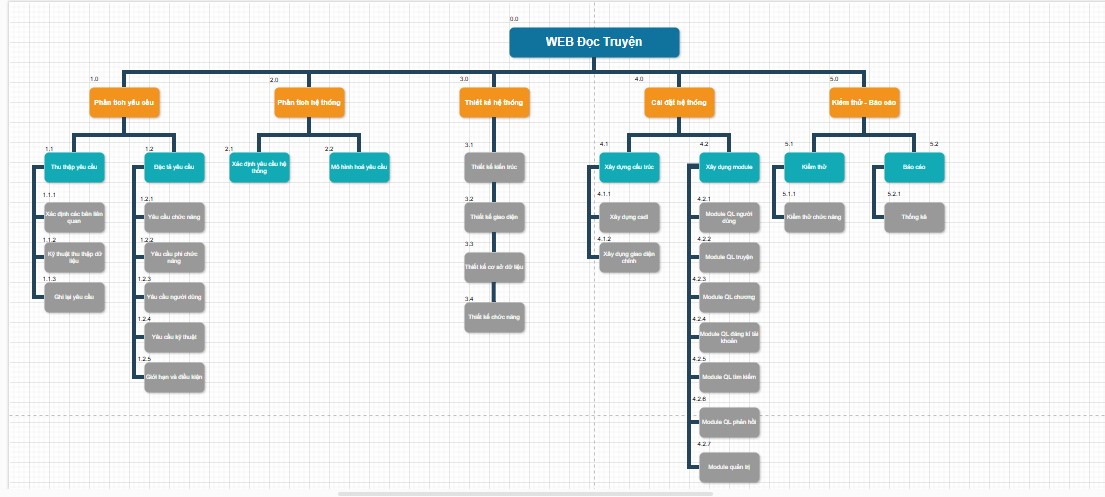 0.0
WEB Đọc Truyện
1.0
Phân tích yêu cầu
2.0
Phân tích hệ thống
3.0
Thiết kế hệ thống
4.0
Cài đặt hệ thống
5.0
Kiểm thử - Báo cáo
1.1
Thu thập yêu cầu
1.1.1
Xác định các bên liên
quan
1.1.2
Kỹ thuật thu thập dữ
liệu
1.1.3
Ghi lại yêu cầu
1.2
Đặc tả yêu cầu
1.2.1
Yêu cầu chức năng
1.2.2
Yêu cầu phi chức
năng
1.2.3
Yêu cầu người dùng
1.2.4
Yêu cầu kỹ thuật
1.2.5
Giới hạn và điều kiện
2.1
Xác định yêu cầu hệ
thống
2.2
Mô hình hoá yêu cầu
3.1
Thiết kế kiến trúc
3.2
Thiết kế giao diện
3.3
Thiết kế cơ sở dữ liệu
3.4
Thiết kế chức năng
4.1
Xây dựng cấu trúc
4.1.1
Xây dựng csdl
4.1.2
Xây dựng giao diện
chính
4.2
Xây dựng module
4.2.1
Module QL người
dùng
4.2.2
Module QL truyện
4.2.3
Module QL chương
4.2.4
Module QL đăng kí tài
khoản
4.2.5
Module QL tìm kiếm
4.2.6
Module QL phản hồi
4.2.7
Module quản trị
5.1
Kiểm thử
5.1.1
Kiểm thử chức năng
5.2
Báo cáo
5.2.1
Thống kê